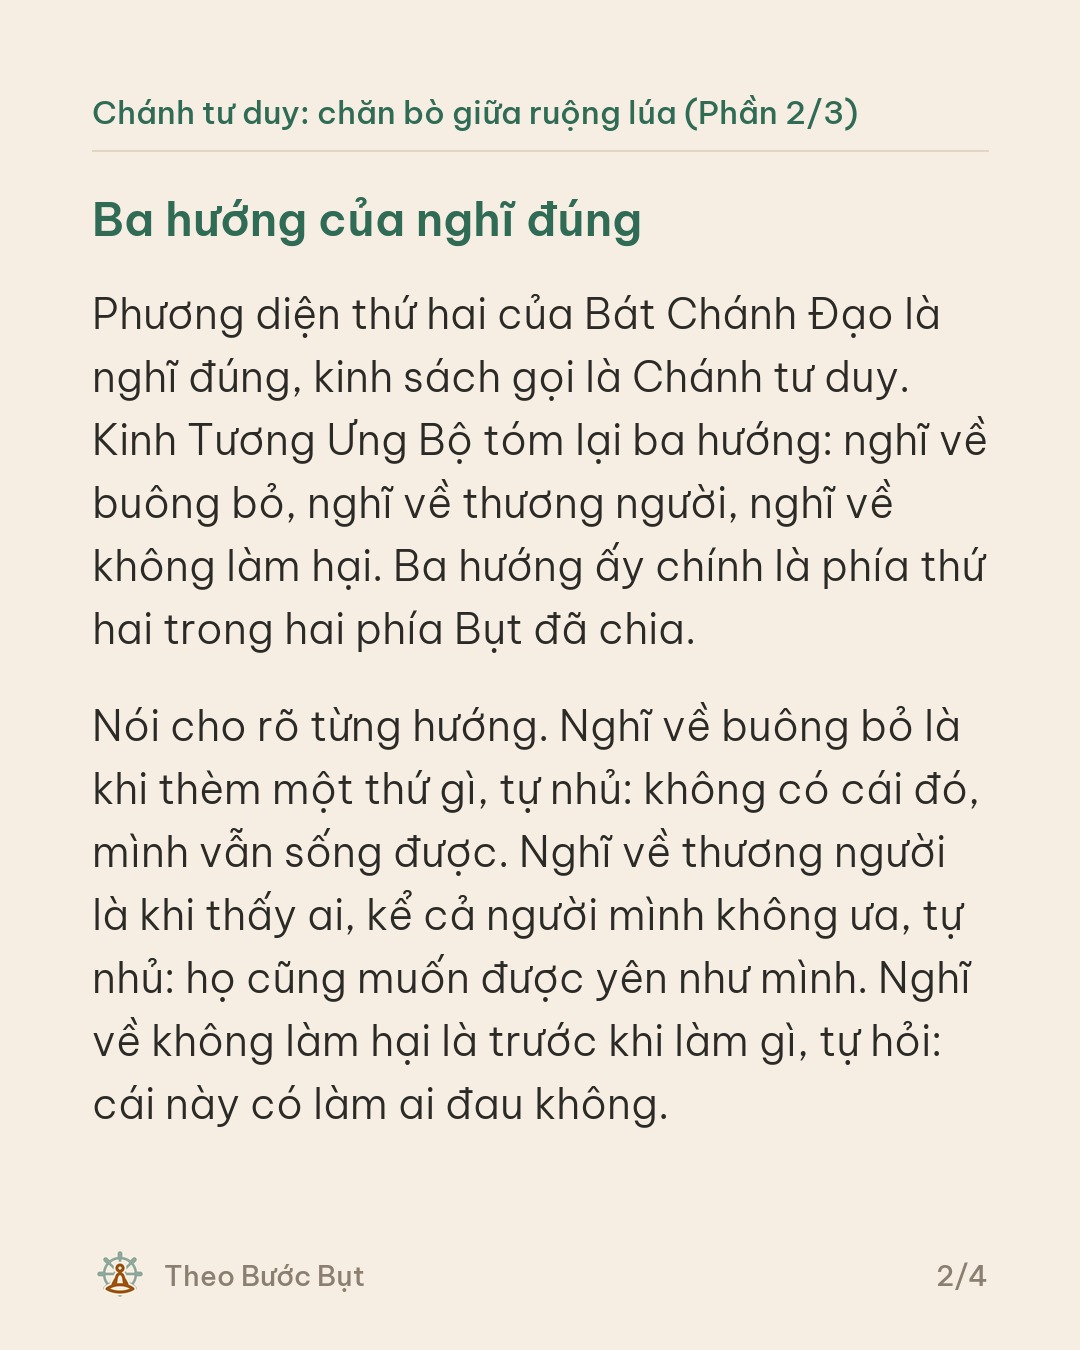 Chánh tư duy: chăn bò giữa ruộng lúa (Phần 2/3)
Ba hướng của nghĩ đúng
Phương diện thứ hai của Bát Chánh Đạo là
nghĩ đúng, kinh sách gọi là Chánh tư duy.
Kinh Tương Ưng Bộ tóm lại ba hướng: nghĩ về
buông bỏ, nghĩ về thương người, nghĩ về
không làm hại. Ba hướng ấy chính là phía thứ
hai trong hai phía Bụt đã chia.
Nói cho rõ từng hướng. Nghĩ về buông bỏ là
khi thèm một thứ gì, tự nhủ: không có cái đó,
mình vẫn sống được. Nghĩ về thương người
là khi thấy ai, kể cả người mình không ưa, tự
nhủ: họ cũng muốn được yên như mình. Nghĩ
về không làm hại là trước khi làm gì, tự hỏi:
cái này có làm ai đau không.
Theo Bước Bụt
2/4